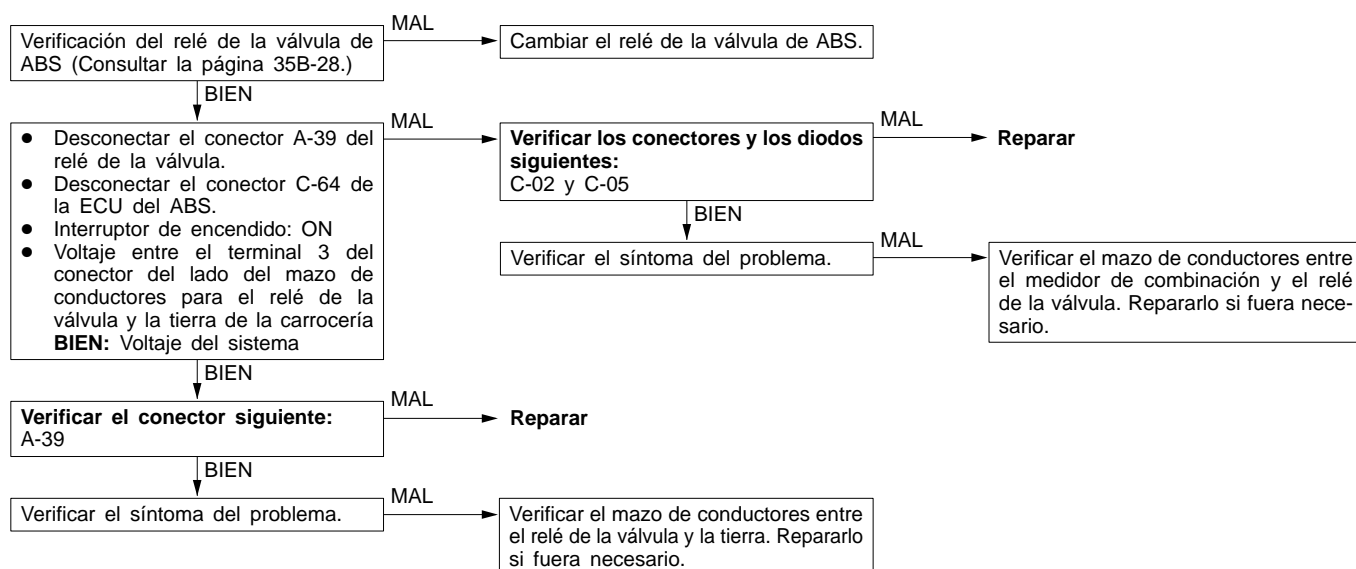 MAL
Verificación del relé de la válvula de
ABS (Consultar la página 35B-28.)
Cambiar el relé de la válvula de ABS.
BIEN
● Desconectar el conector A-39 del
relé de la válvula.
● Desconectar el conector C-64 de
la ECU del ABS.
● Interruptor de encendido: ON
● Voltaje entre el terminal 3 del
conector del lado del mazo de
conductores para el relé de la
válvula y la tierra de la carrocería
BIEN: Voltaje del sistema
MAL
Verificar los conectores y los diodos
siguientes:
C-02 y C-05
MAL
Reparar
BIEN
Verificar el síntoma del problema.
MAL
Verificar el mazo de conductores entre
el medidor de combinación y el relé
de la válvula. Repararlo si fuera nece-
sario.
BIEN
Verificar el conector siguiente:
A-39
MAL
Reparar
BIEN
Verificar el síntoma del problema.
MAL
Verificar el mazo de conductores entre
el relé de la válvula y la tierra. Repararlo
si fuera necesario.